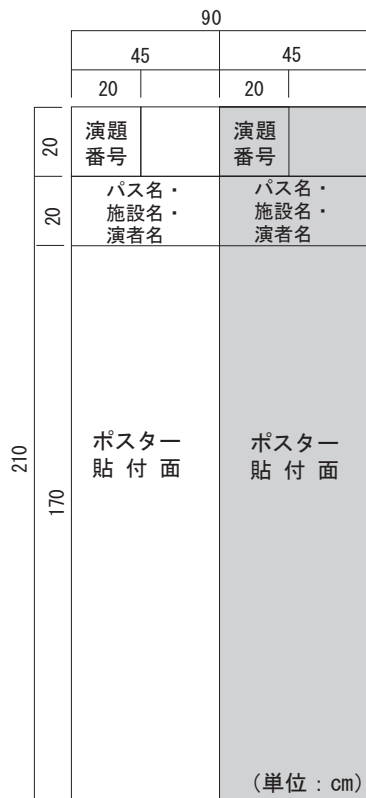 90
45 45
20 20
演題 演題
番号 番号
20
パス名・ パス名・
施設名・ 施設名・
演者名 演者名
20
ポスター ポスター
貼 付 面 貼 付 面
210
170
(単位：cm)